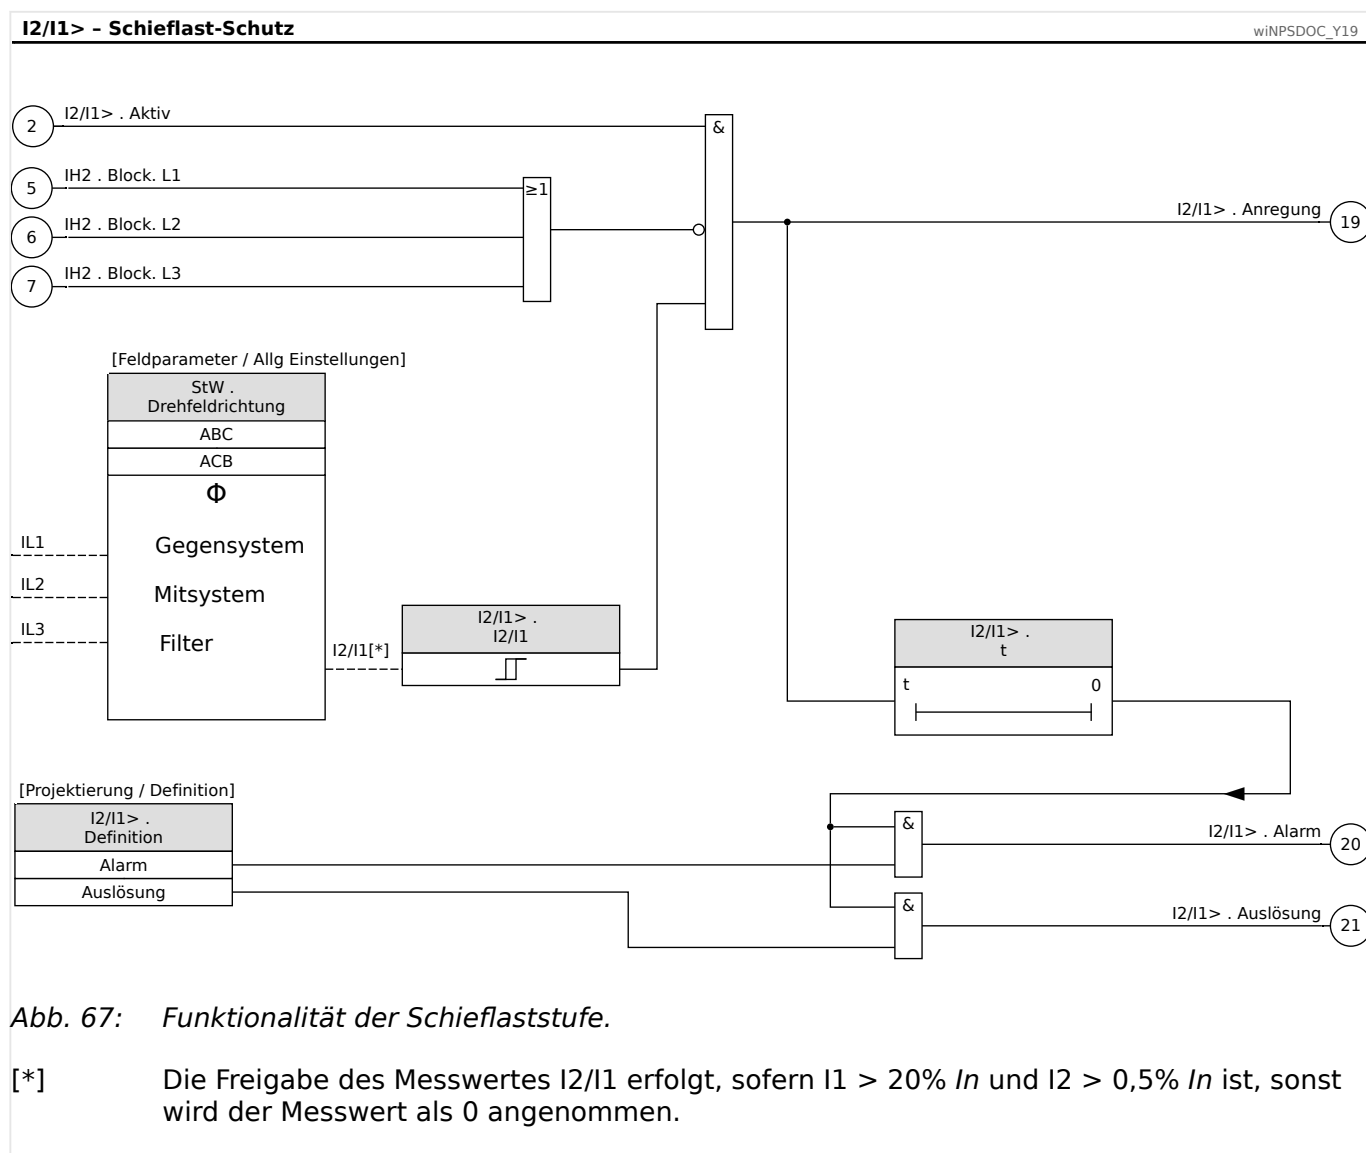 I2/I1> – Schieflast-Schutz
wiNPSDOC_Y19
2
I2/I1> . Aktiv
&
5
IH2 . Block. L1
≥1
6
IH2 . Block. L2
7
IH2 . Block. L3
I2/I1> . Anregung
19
[Feldparameter / Allg Einstellungen]
StW .
Drehfeldrichtung
ABC
ACB
Φ
IL1
Gegensystem
IL2
Mitsystem
IL3
Filter
I2/I1[*]
I2/I1> .
I2/I1
I2/I1> .
t
t
0
[Projektierung / Definition]
I2/I1> .
Definition
Alarm
Auslösung
&
I2/I1> . Alarm
20
&
I2/I1> . Auslösung
21
Abb. 67: Funktionalität der Schieflaststufe.
[*] Die Freigabe des Messwertes I2/I1 erfolgt, sofern I1 > 20% In und I2 > 0,5% In ist, sonst
wird der Messwert als 0 angenommen.